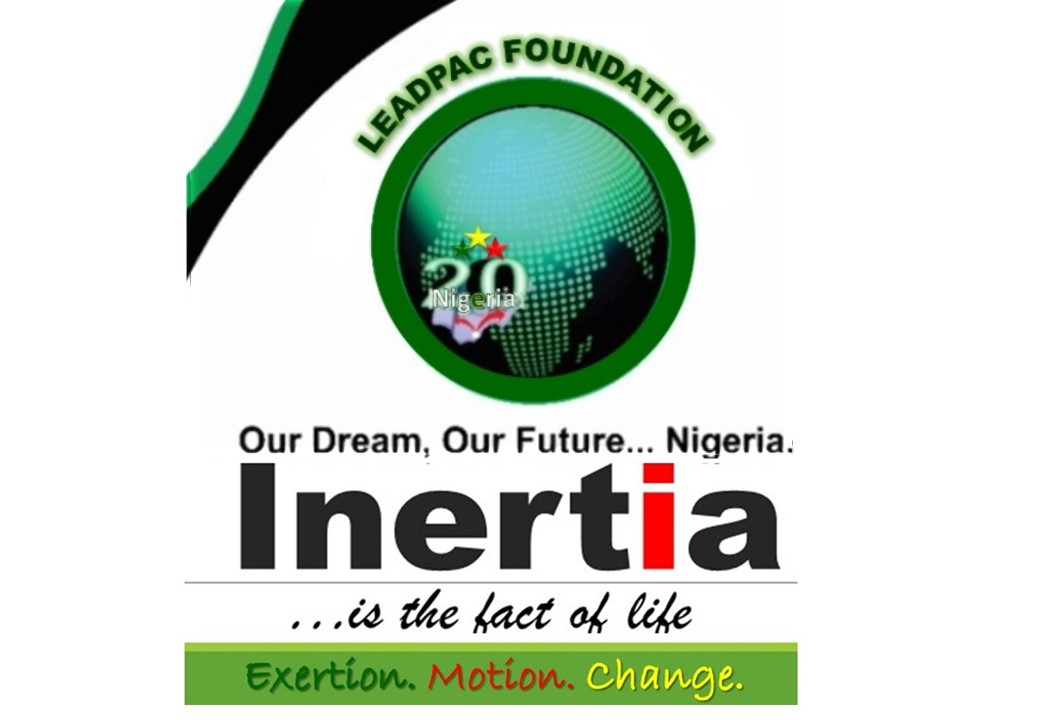 LEADPAC FOUNDATION
20
Nigeria
Our Dream, Our Future... Nigeria.
Inertia
...is the fact of life
Exertion. Motion. Change.